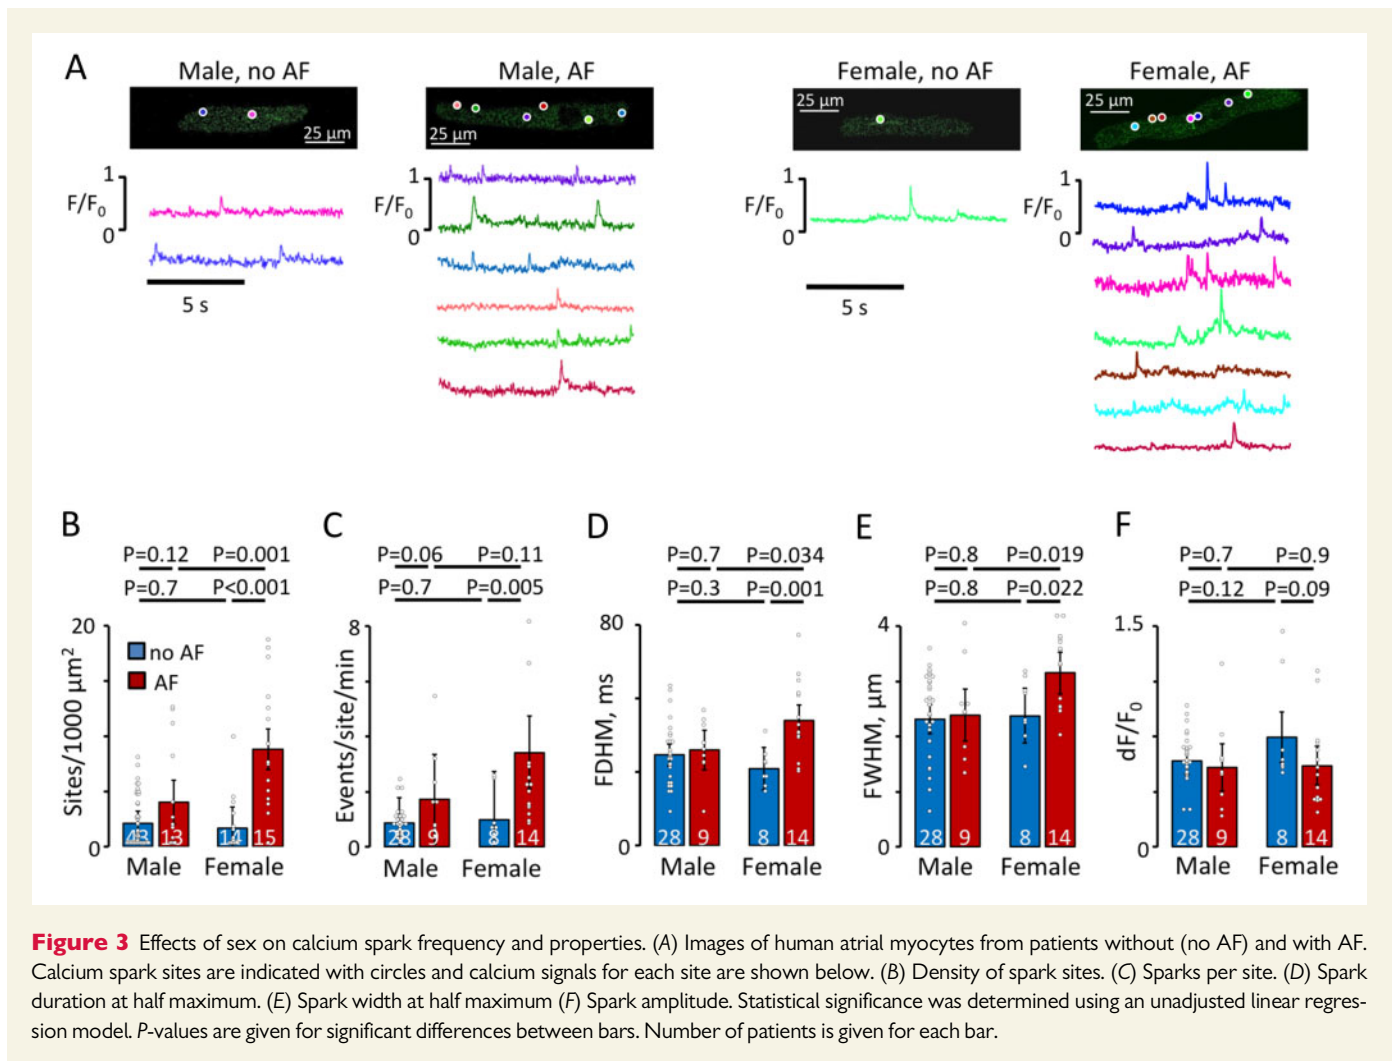 A
Male, no AF
Male, AF
Female, no AF
Female, AF
25 µm
25 µm
25 µm
25 µm
1
F/F0
0
5 s
1
F/F0
0
1
F/F0
0
5 s
1
F/F0
0
B
P=0.12 P=0.001
P=0.7 P<0.001
20
Sites/1000 µm²
0
no AF
AF
43 13 14 15
Male Female
C
P=0.06 P=0.11
P=0.7 P=0.005
8
Events/site/min
0
28 9 8 14
Male Female
D
P=0.7 P=0.034
P=0.3 P=0.001
80
FDHM, ms
0
28 9 8 14
Male Female
E
P=0.8 P=0.019
P=0.8 P=0.022
4
FWHM, µm
0
28 9 8 14
Male Female
F
P=0.7 P=0.9
P=0.12 P=0.09
1.5
dF/F0
0
28 9 8 14
Male Female
Figure 3 Effects of sex on calcium spark frequency and properties. (A) Images of human atrial myocytes from patients without (no AF) and with AF.
Calcium spark sites are indicated with circles and calcium signals for each site are shown below. (B) Density of spark sites. (C) Sparks per site. (D) Spark
duration at half maximum. (E) Spark width at half maximum (F) Spark amplitude. Statistical significance was determined using an unadjusted linear regres-
sion model. P-values are given for significant differences between bars. Number of patients is given for each bar.